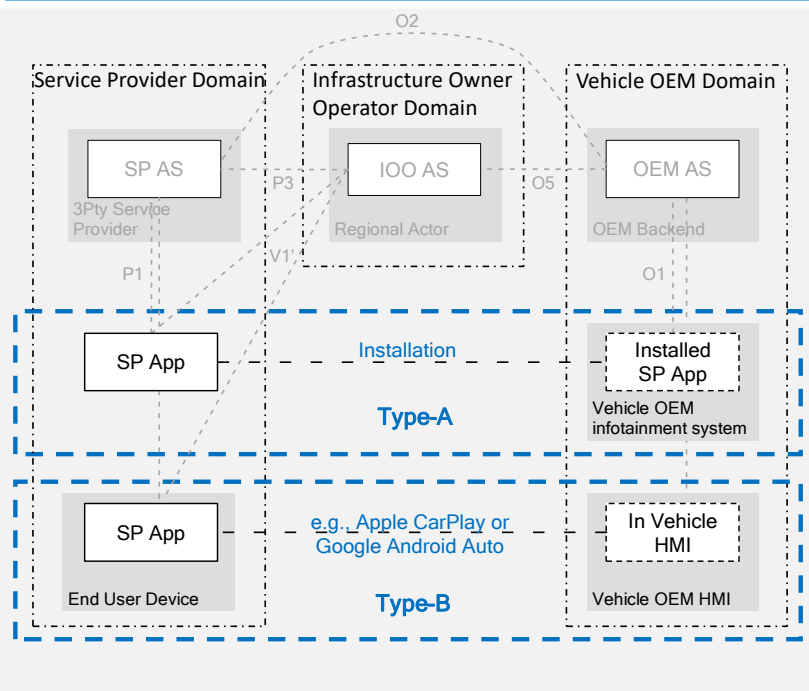 O2
Service Provider Domain
Infrastructure Owner
Operator Domain
Vehicle OEM Domain
SP AS
IOO AS
OEM AS
P3
O5
3Pty Service
Provider
Regional Actor
OEM Backend
V1'
P1
O1
SP App
Installation
Installed
SP App
Type-A
Vehicle OEM
infotainment system
SP App
e.g., Apple CarPlay or
Google Android Auto
In Vehicle
HMI
End User Device
Type-B
Vehicle OEM HMI